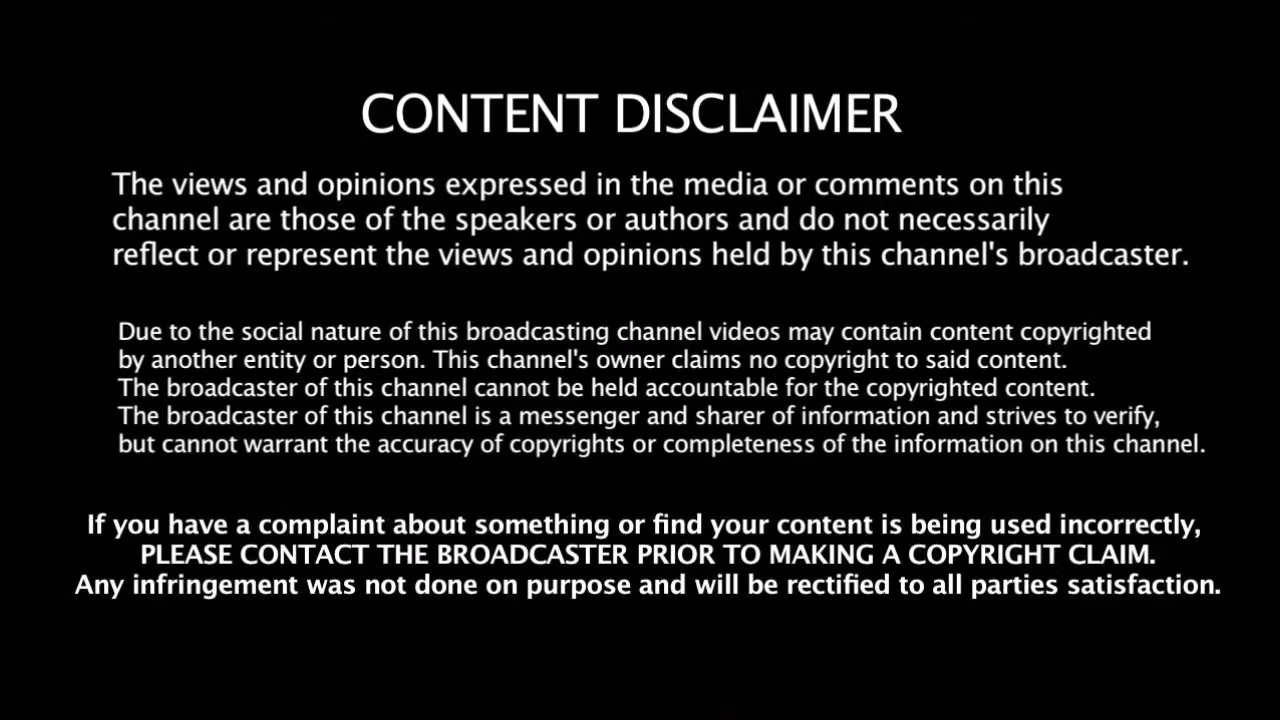 CONTENT DISCLAIMER
The views and opinions expressed in the media or comments on this
channel are those of the speakers or authors and do not necessarily
reflect or represent the views and opinions held by this channel's broadcaster.
Due to the social nature of this broadcasting channel videos may contain content copyrighted
by another entity or person. This channel's owner claims no copyright to said content.
The broadcaster of this channel cannot be held accountable for the copyrighted content.
The broadcaster of this channel is a messenger and sharer of information and strives to verify,
but cannot warrant the accuracy of copyrights or completeness of the information on this channel.
If you have a complaint about something or find your content is being used incorrectly,
PLEASE CONTACT THE BROADCASTER PRIOR TO MAKING A COPYRIGHT CLAIM.
Any infringement was not done on purpose and will be rectified to all parties satisfaction.